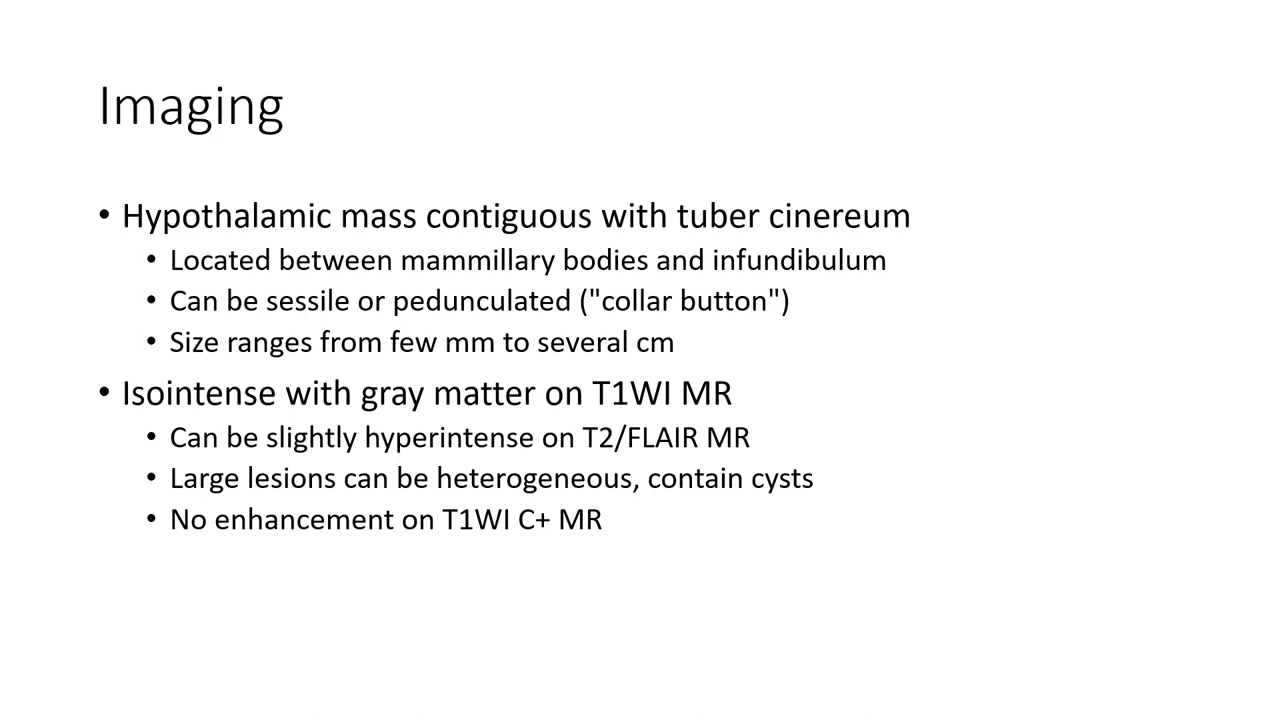 Imaging
• Hypothalamic mass contiguous with tuber cinereum
• Located between mammillary bodies and infundibulum
• Can be sessile or pedunculated ("collar button")
• Size ranges from few mm to several cm
• Isointense with gray matter on T1WI MR
• Can be slightly hyperintense on T2/FLAIR MR
• Large lesions can be heterogeneous, contain cysts
• No enhancement on T1WI C+ MR